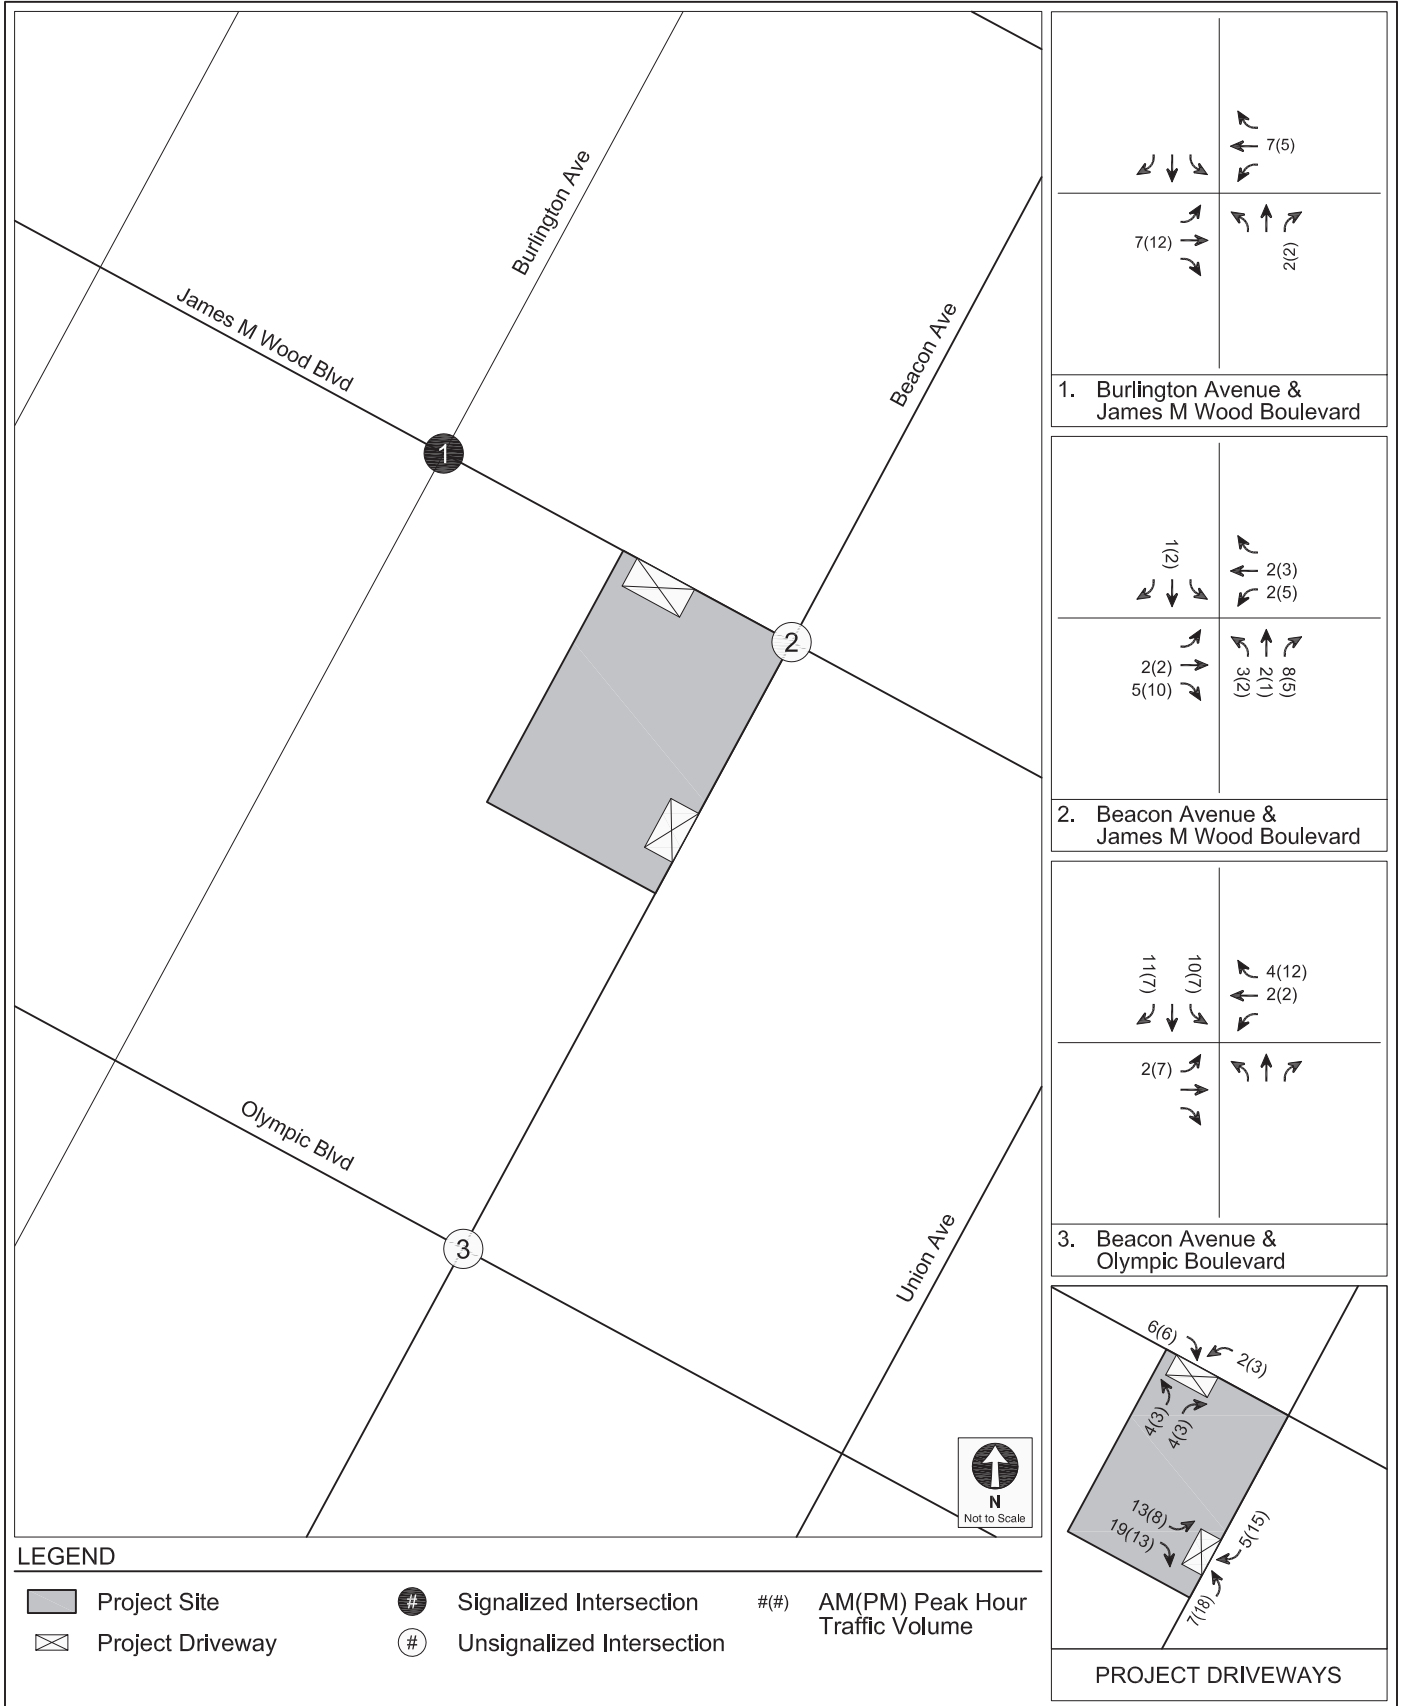 Burlington Ave
James M Wood Blvd
Beacon Ave
1
2
Olympic Blvd
3
Union Ave
N
Not to Scale
7(5)
7(12)
2(2)
1. Burlington Avenue &
James M Wood Boulevard
1(2)
2(3)
2(5)
2(2)
5(10)
3(2)
2(1)
8(5)
2. Beacon Avenue &
James M Wood Boulevard
11(7)
10(7)
4(12)
2(2)
2(7)
3. Beacon Avenue &
Olympic Boulevard
6(6)
2(3)
4(3)
4(3)
13(8)
19(13)
5(15)
7(18)
PROJECT DRIVEWAYS
LEGEND
Project Site
Project Driveway
# Signalized Intersection
# Unsignalized Intersection
#(#) AM(PM) Peak Hour
Traffic Volume